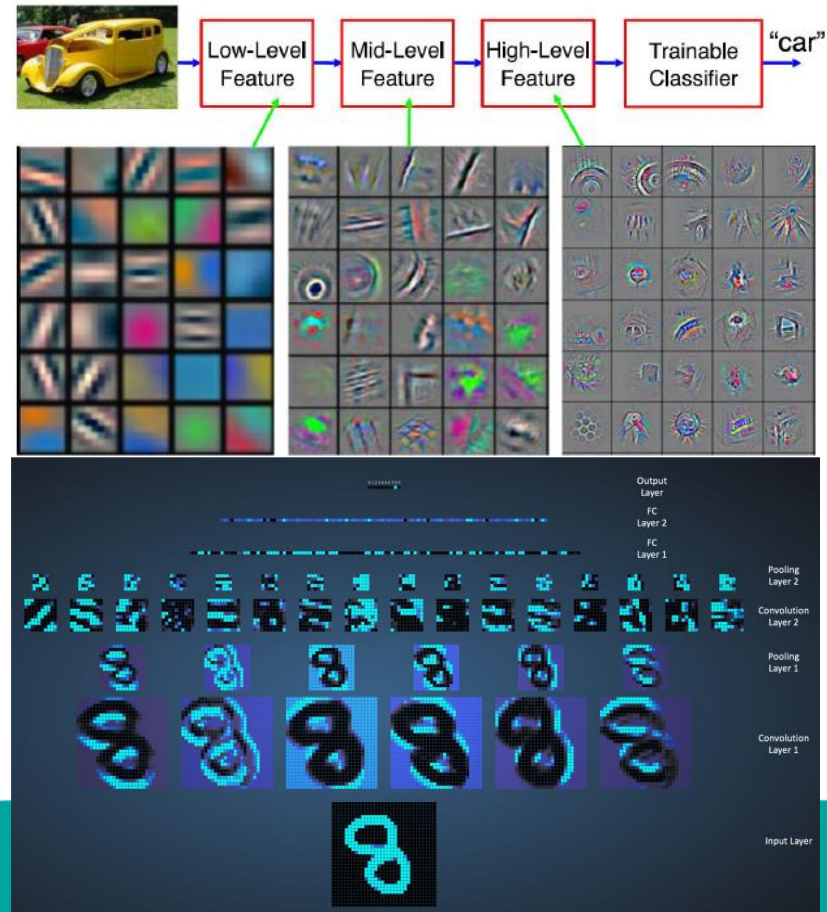 Low-Level
Feature
Mid-Level
Feature
High-Level
Feature
Trainable
Classifier
“car”
Output
Layer
0123456789
FC
Layer 2
FC
Layer 1
Pooling
Layer 2
Convolution
Layer 2
Pooling
Layer 1
Convolution
Layer 1
Input Layer